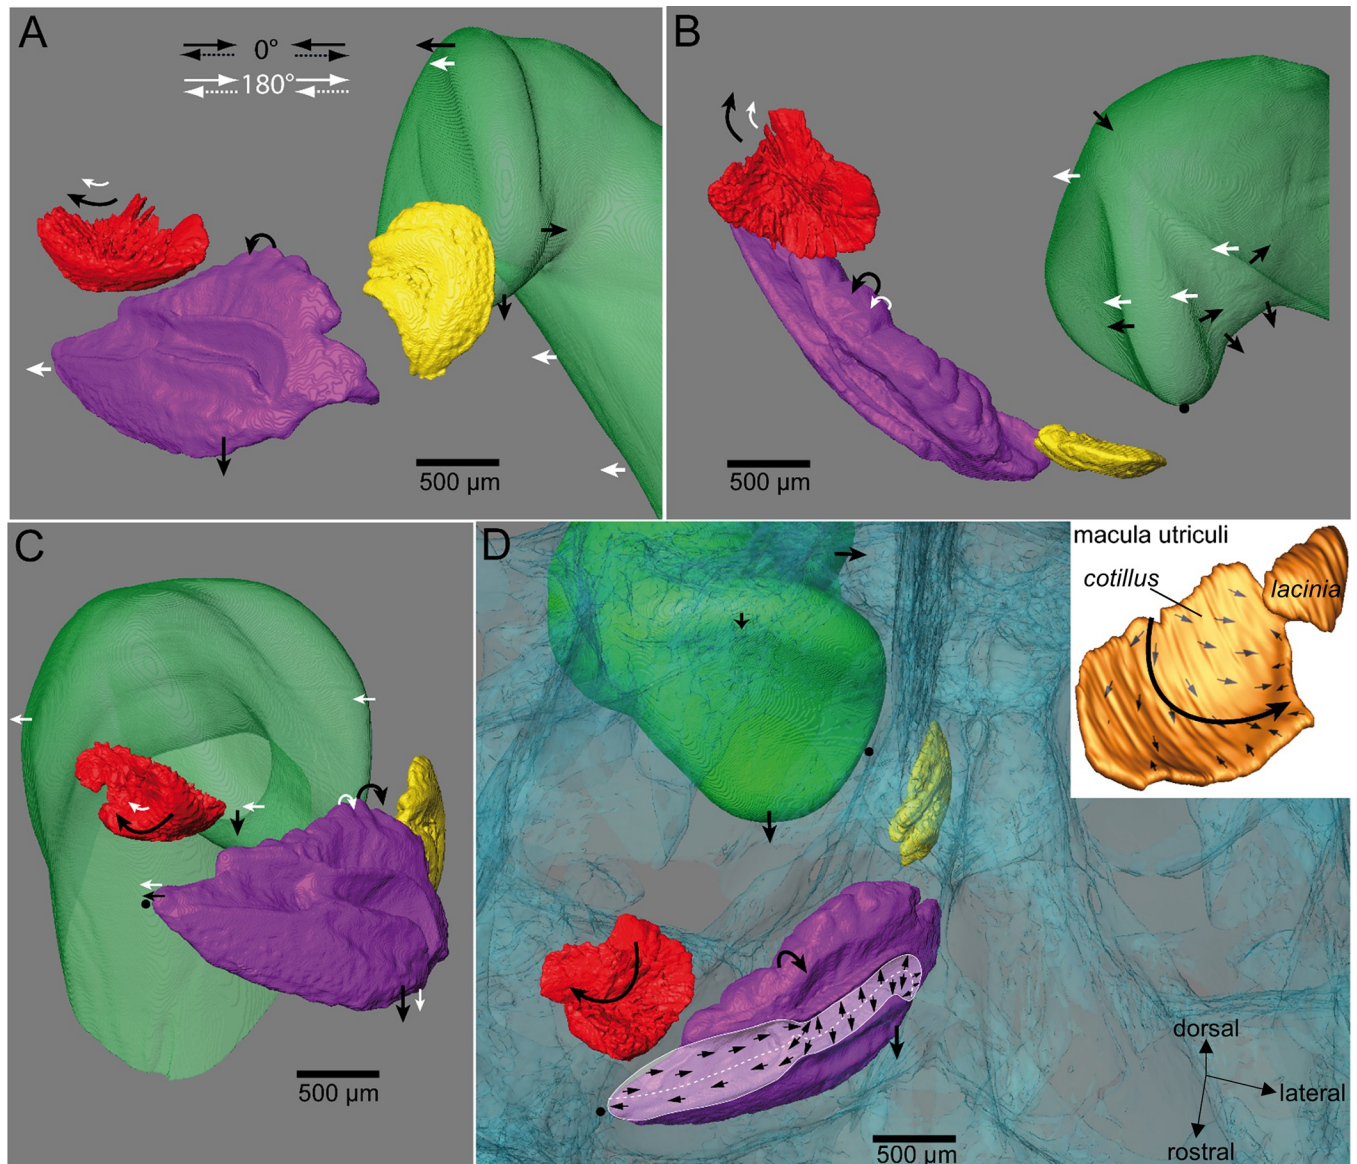 A
0°
180°
500 µm
B
500 µm
C
500 µm
D
macula utriculi
cotillus
lacinia
dorsal
lateral
rostral
500 µm